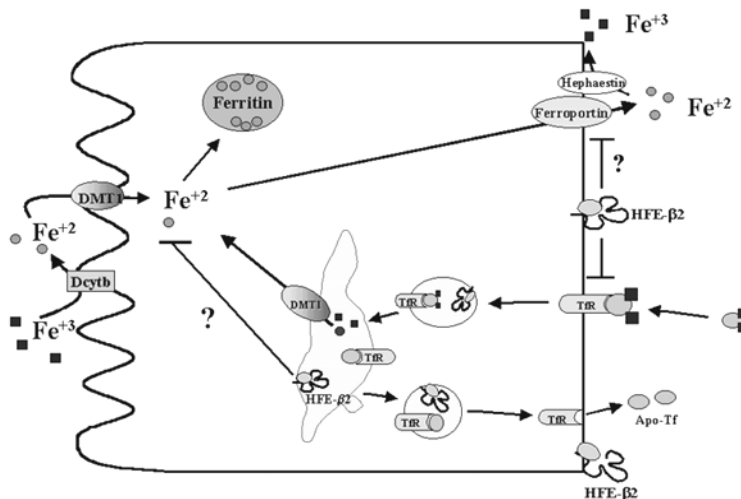 Fe+3
Hephaestin
Ferritin
Ferroportin
Fe+2
?
DMT1
Fe+2
HFE-β2
Fe+2
Dcytb
DMT1
TfR
TfR
?
Fe+3
TfR
HFE-β2
TfR
TfR
Apo-Tf
HFE-β2